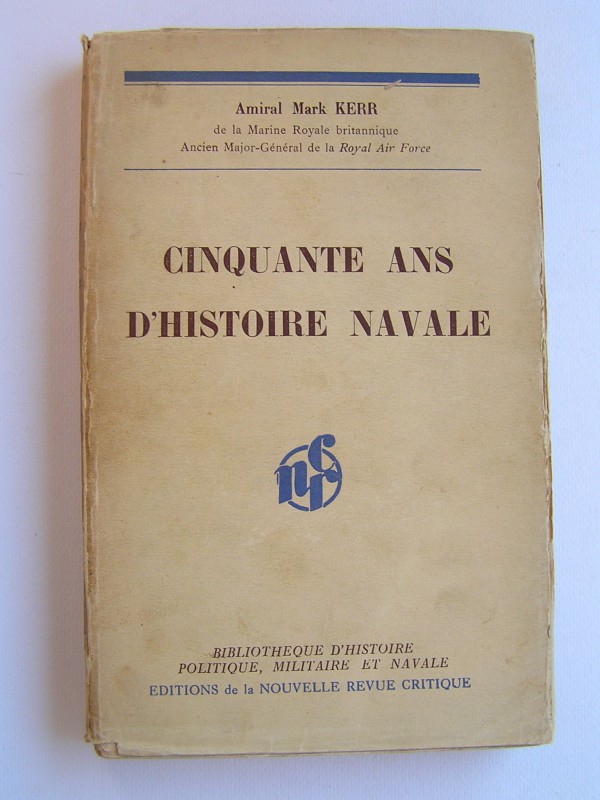 Amiral Mark KERR
de la Marine Royale britannique
Ancien Major-Général de la Royal Air Force
CINQUANTE ANS
D'HISTOIRE NAVALE
nrc
BIBLIOTHEQUE D'HISTOIRE
POLITIQUE, MILITAIRE ET NAVALE
EDITIONS de la NOUVELLE REVUE CRITIQUE